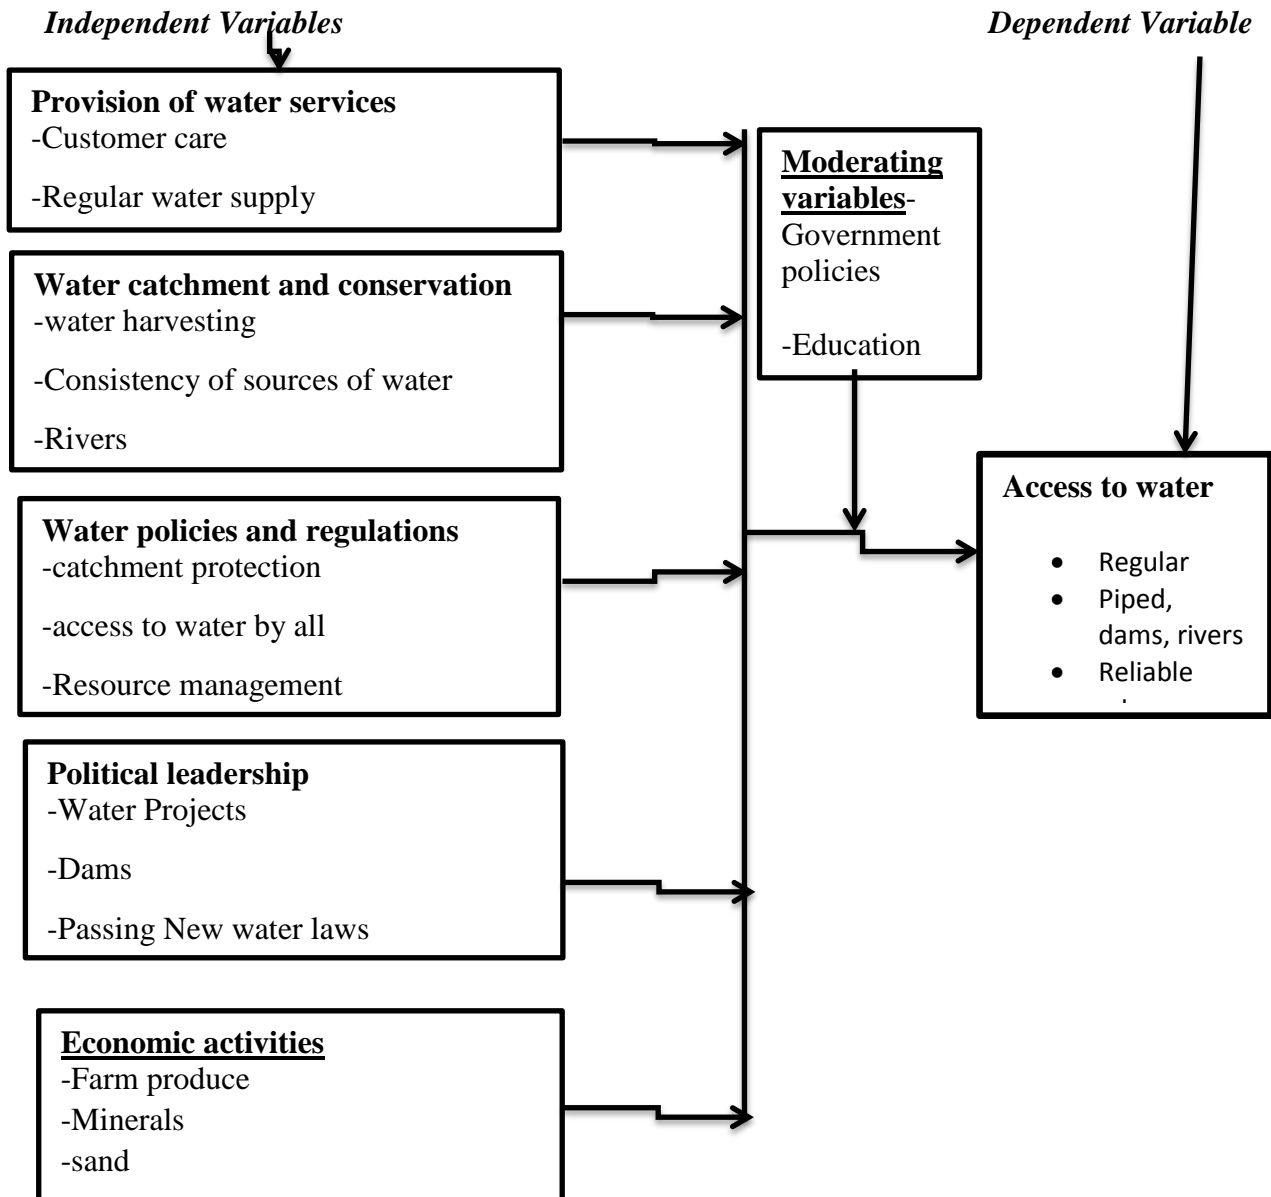 Independent Variables
Dependent Variable
Provision of water services
-Customer care
-Regular water supply
Water catchment and conservation
-water harvesting
-Consistency of sources of water
-Rivers
Water policies and regulations
-catchment protection
-access to water by all
-Resource management
Political leadership
-Water Projects
-Dams
-Passing New water laws
Economic activities
-Farm produce
-Minerals
-sand
Moderating
variables-
Government
policies
-Education
Access to water
• Regular
• Piped,
dams, rivers
• Reliable